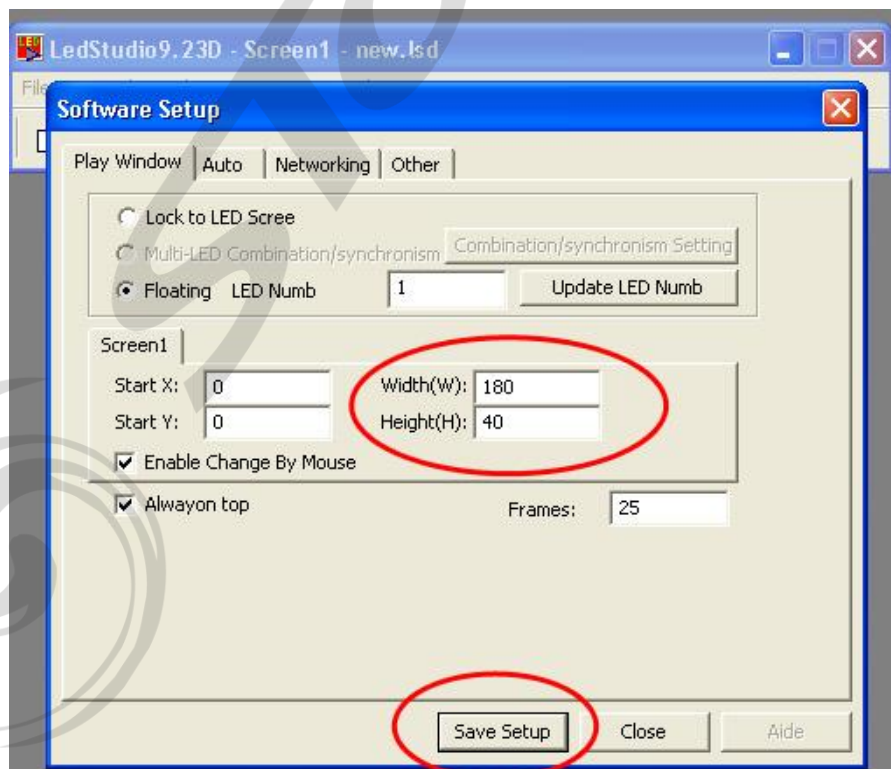 LedStudio9.23D - Screen1 - new.lsd
File
Software Setup
Play Window Auto Networking Other
Lock to LED Scree
Multi-LED Combination/synchronism Combination/synchronism Setting
Floating LED Numb 1 Update LED Numb
Screen1
Start X: 0 Width(W): 180
Start Y: 0 Height(H): 40
Enable Change By Mouse
Alwayon top Frames: 25
Save Setup Close Aide